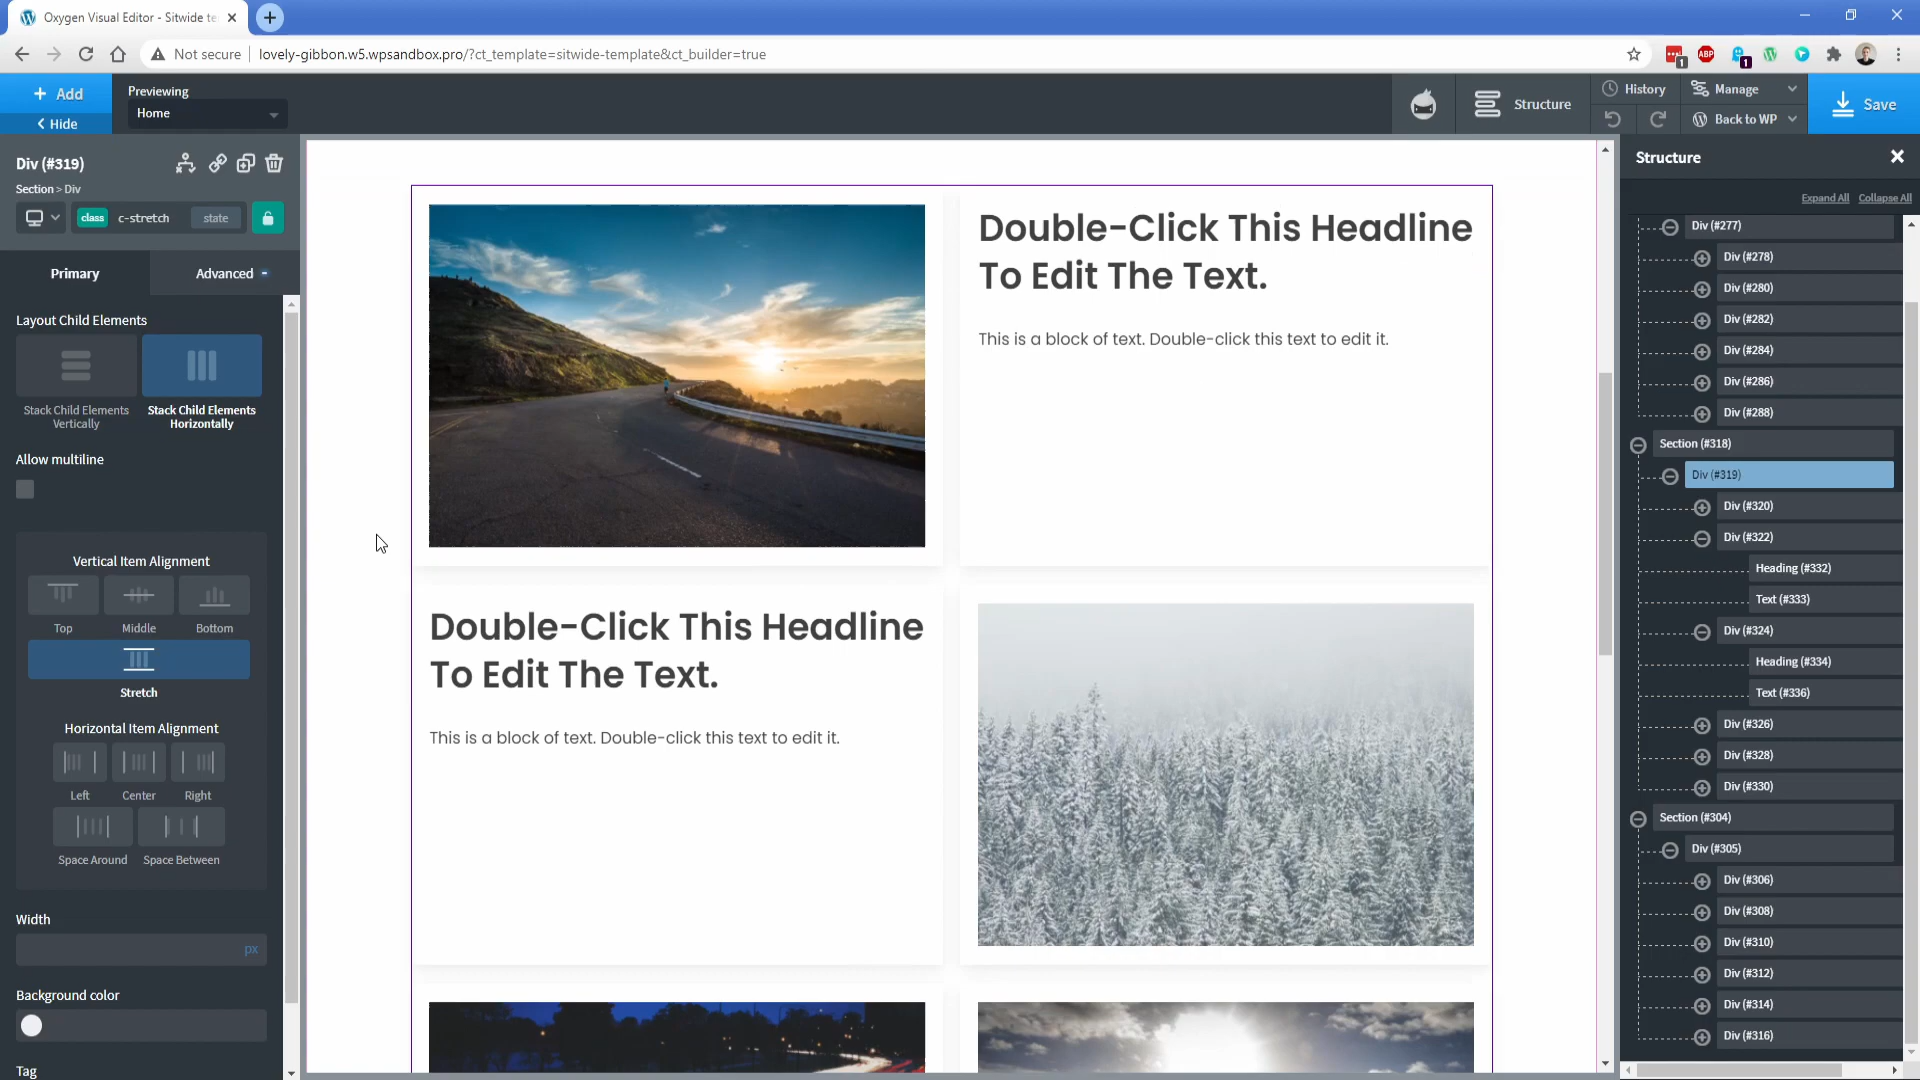 Oxygen Visual Editor - Sitwide te
Not secure
lovely-gibbon.w5.wpsandbox.pro/?ct_template=sitwide-template&ct_builder=true
1
ABP
1
+ Add
Hide
Previewing
Home
Structure
History
Manage
Back to WP
Save
Div (#319)
Section > Div
class
c-stretch
state
Primary
Advanced
Layout Child Elements
Stack Child Elements
Vertically
Stack Child Elements
Horizontally
Allow multiline
Vertical Item Alignment
Top
Middle
Bottom
Stretch
Horizontal Item Alignment
Left
Center
Right
Space Around
Space Between
Width
px
Background color
Tag
Double-Click This Headline
To Edit The Text.
This is a block of text. Double-click this text to edit it.
Double-Click This Headline
To Edit The Text.
This is a block of text. Double-click this text to edit it.
Structure
Expand All
Collapse All
Div (#277)
Div (#278)
Div (#280)
Div (#282)
Div (#284)
Div (#286)
Div (#288)
Section (#318)
Div (#319)
Div (#320)
Div (#322)
Heading (#332)
Text (#333)
Div (#324)
Heading (#334)
Text (#336)
Div (#326)
Div (#328)
Div (#330)
Section (#304)
Div (#305)
Div (#306)
Div (#308)
Div (#310)
Div (#312)
Div (#314)
Div (#316)